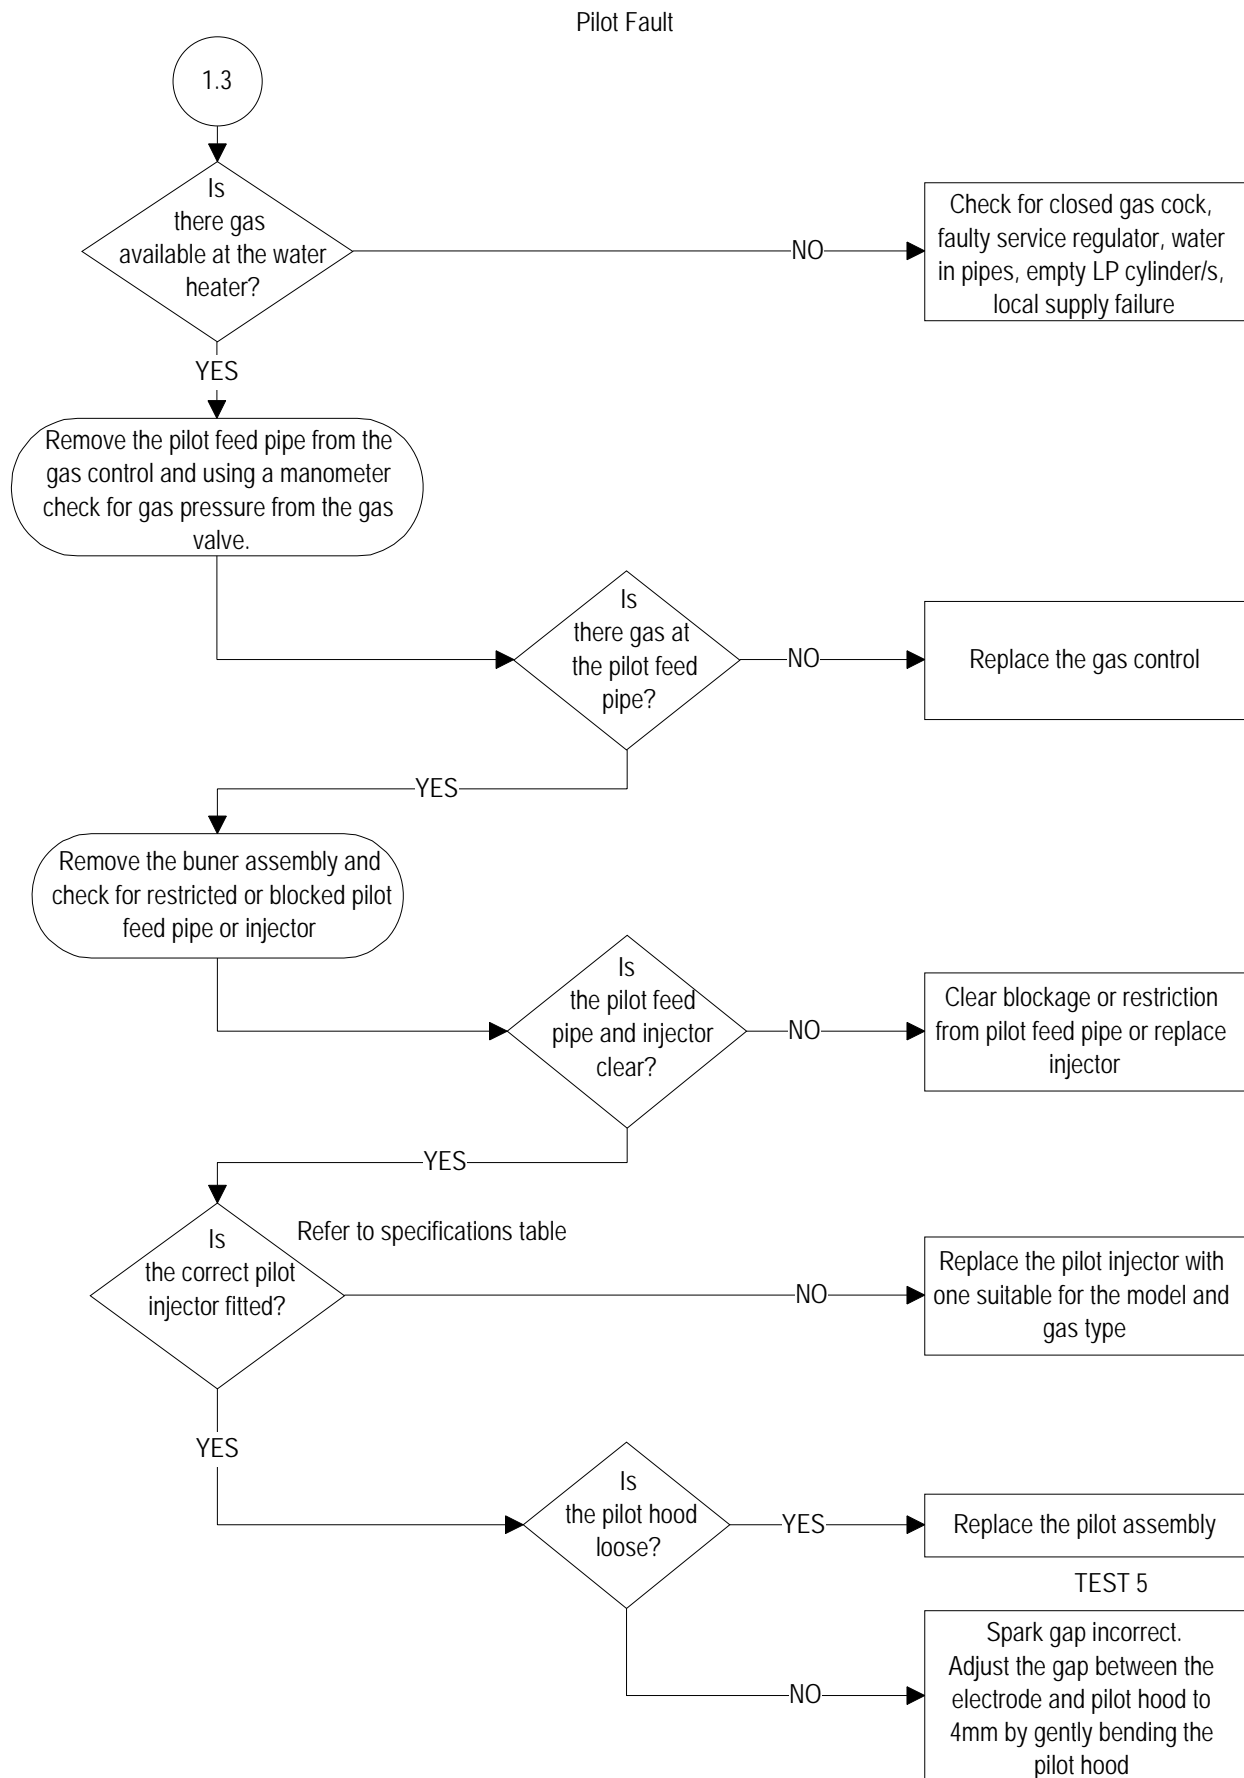 Pilot Fault
1.3
Is
there gas
available at the water
heater?
NO
Check for closed gas cock,
faulty service regulator, water
in pipes, empty LP cylinder/s,
local supply failure
YES
Remove the pilot feed pipe from the
gas control and using a manometer
check for gas pressure from the gas
valve.
Is
there gas at
the pilot feed
pipe?
NO
Replace the gas control
YES
Remove the buner assembly and
check for restricted or blocked pilot
feed pipe or injector
Is
the pilot feed
pipe and injector
clear?
NO
Clear blockage or restriction
from pilot feed pipe or replace
injector
YES
Is
the correct pilot
injector fitted?
Refer to specifications table
NO
Replace the pilot injector with
one suitable for the model and
gas type
YES
Is
the pilot hood
loose?
YES
Replace the pilot assembly
TEST 5
NO
Spark gap incorrect.
Adjust the gap between the
electrode and pilot hood to
4mm by gently bending the
pilot hood